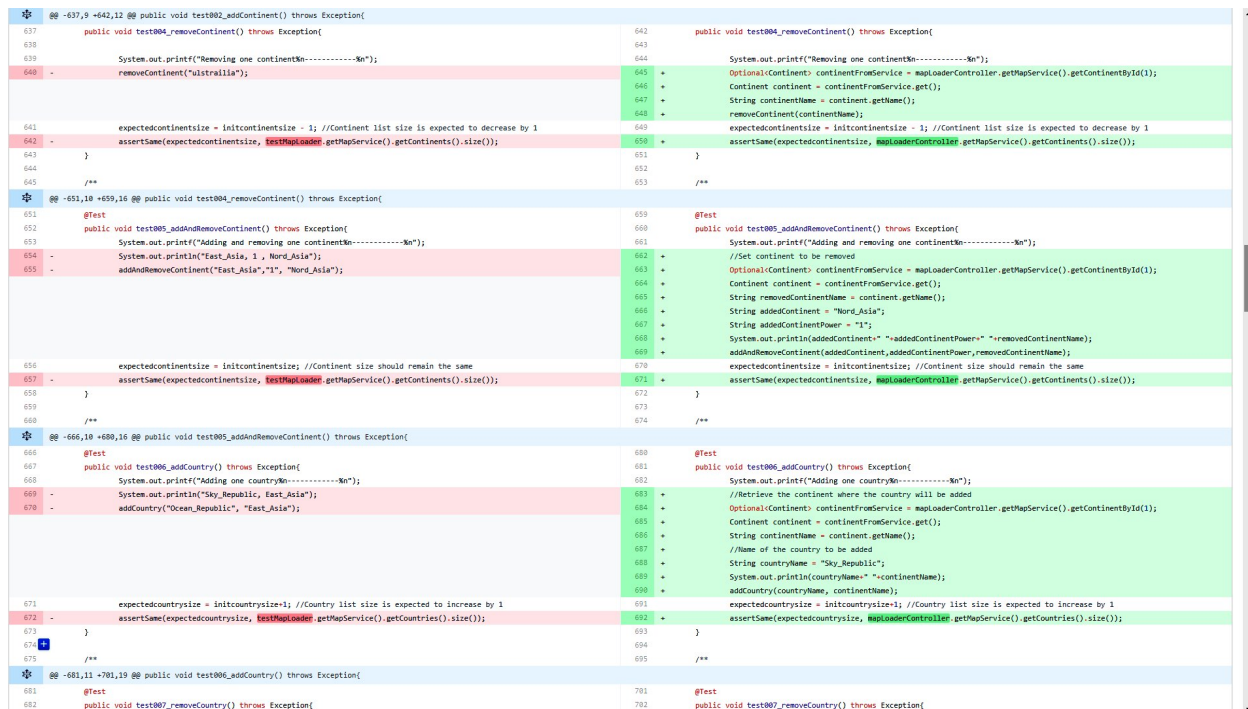 @@ -637,9 +642,12 @@ public void test002_addContinent() throws Exception{
637 public void test004_removeContinent() throws Exception{ 642 public void test004_removeContinent() throws Exception{
638 643
639 System.out.printf("Removing one continent%n------------%n"); 644 System.out.printf("Removing one continent%n------------%n");
640 - removeContinent("ulstrailia"); 645 + Optional<Continent> continentFromService = mapLoaderController.getMapService().getContinentById(1);
646 + Continent continent = continentFromService.get();
647 + String continentName = continent.getName();
648 + removeContinent(continentName);
641 expectedcontinentsize = initcontinentsize - 1; //Continent list size is expected to decrease by 1 649 expectedcontinentsize = initcontinentsize - 1; //Continent list size is expected to decrease by 1
642 - assertSame(expectedcontinentsize, testMapLoader.getMapService().getContinents().size()); 650 + assertSame(expectedcontinentsize, mapLoaderController.getMapService().getContinents().size());
643 } 651 }
644 652
645 /** 653 /**
@@ -651,10 +659,16 @@ public void test004_removeContinent() throws Exception{
651 @Test 659 @Test
652 public void test005_addAndRemoveContinent() throws Exception{ 660 public void test005_addAndRemoveContinent() throws Exception{
653 System.out.printf("Adding and removing one continent%n------------%n"); 661 System.out.printf("Adding and removing one continent%n------------%n");
654 - System.out.println("East_Asia, 1 , Nord_Asia"); 662 + //Set continent to be removed
655 - addAndRemoveContinent("East_Asia","1", "Nord_Asia"); 663 + Optional<Continent> continentFromService = mapLoaderController.getMapService().getContinentById(1);
664 + Continent continent = continentFromService.get();
665 + String removedContinentName = continent.getName();
666 + String addedContinent = "Nord_Asia";
667 + String addedContinentPower = "1";
668 + System.out.println(addedContinent+" "+addedContinentPower+" "+removedContinentName);
669 + addAndRemoveContinent(addedContinent,addedContinentPower,removedContinentName);
656 expectedcontinentsize = initcontinentsize; //Continent size should remain the same 670 expectedcontinentsize = initcontinentsize; //Continent size should remain the same
657 - assertSame(expectedcontinentsize, testMapLoader.getMapService().getContinents().size()); 671 + assertSame(expectedcontinentsize, mapLoaderController.getMapService().getContinents().size());
658 } 672 }
659 673
660 /** 674 /**
@@ -666,10 +680,16 @@ public void test005_addAndRemoveContinent() throws Exception{
666 @Test 680 @Test
667 public void test006_addCountry() throws Exception{ 681 public void test006_addCountry() throws Exception{
668 System.out.printf("Adding one country%n------------%n"); 682 System.out.printf("Adding one country%n------------%n");
669 - System.out.println("Sky_Republic, East_Asia"); 683 + //Retrieve the continent where the country will be added
670 - addCountry("Ocean_Republic", "East_Asia"); 684 + Optional<Continent> continentFromService = mapLoaderController.getMapService().getContinentById(1);
685 + Continent continent = continentFromService.get();
686 + String continentName = continent.getName();
687 + //Name of the country to be added
688 + String countryName = "Sky_Republic";
689 + System.out.println(countryName+" "+continentName);
690 + addCountry(countryName, continentName);
671 expectedcountrysize = initcountrysize+1; //Country list size is expected to increase by 1 691 expectedcountrysize = initcountrysize+1; //Country list size is expected to increase by 1
672 - assertSame(expectedcountrysize, testMapLoader.getMapService().getCountries().size()); 692 + assertSame(expectedcountrysize, mapLoaderController.getMapService().getCountries().size());
673 } 693 }
674 + 694
675 /** 695 /**
@@ -681,11 +701,19 @@ public void test006_addCountry() throws Exception{
681 @Test 701 @Test
682 public void test007_removeCountry() throws Exception{ 702 public void test007_removeCountry() throws Exception{